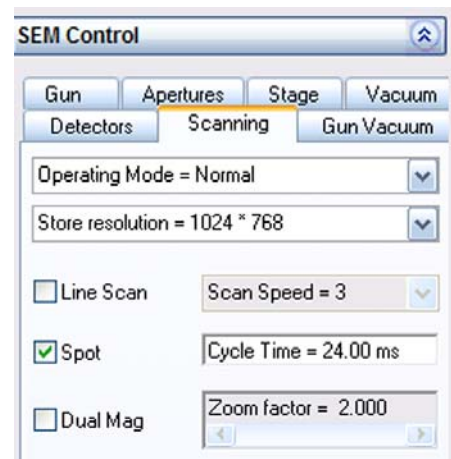 SEM Control
Gun Apertures Stage Vacuum
Detectors Scanning Gun Vacuum
Operating Mode = Normal
Store resolution = 1024 * 768
Line Scan Scan Speed = 3
Spot Cycle Time = 24.00 ms
Dual Mag Zoom factor = 2.000